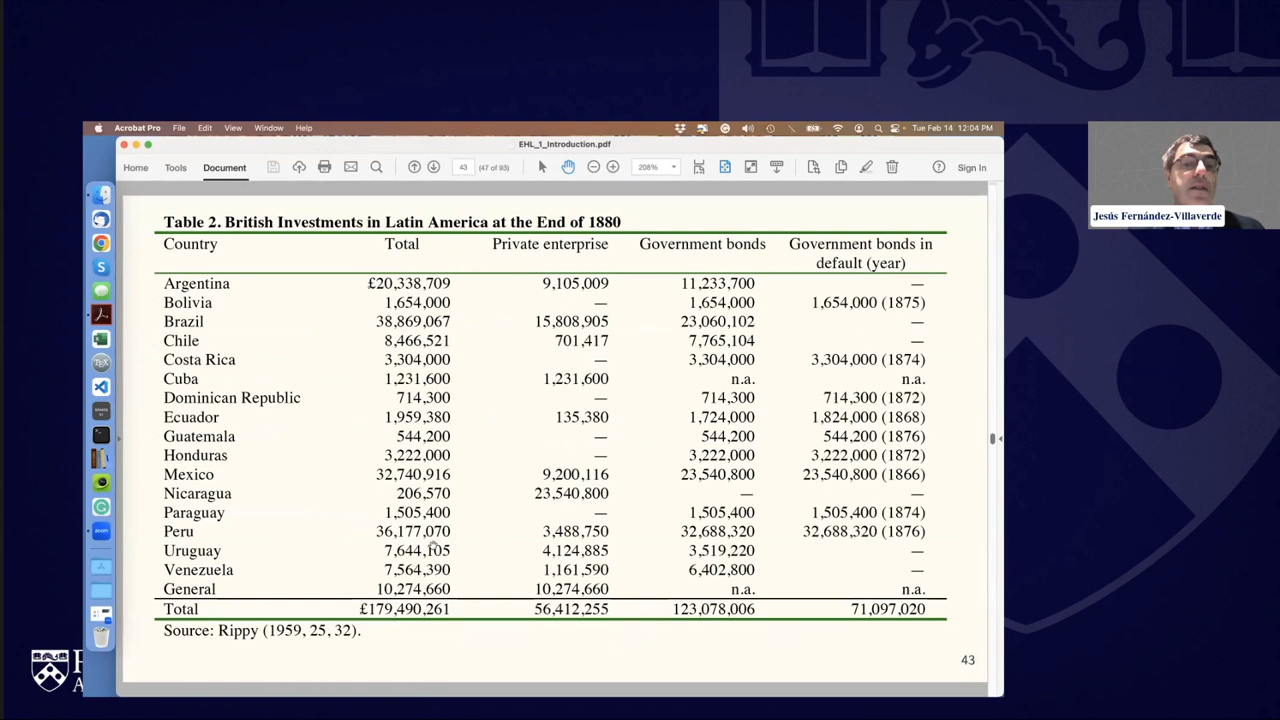 Acrobat Pro File Edit View Window Help Tue Feb 14 12:04 PM
EHL_1_Introduction.pdf
Home Tools Document 43 (47 of 93) 208% Sign In
Table 2. British Investments in Latin America at the End of 1880
Country Total Private enterprise Government bonds Government bonds in
default (year)
Argentina £20,338,709 9,105,009 11,233,700 —
Bolivia 1,654,000 — 1,654,000 1,654,000 (1875)
Brazil 38,869,067 15,808,905 23,060,102 —
Chile 8,466,521 701,417 7,765,104 —
Costa Rica 3,304,000 — 3,304,000 3,304,000 (1874)
Cuba 1,231,600 1,231,600 n.a. n.a.
Dominican Republic 714,300 — 714,300 714,300 (1872)
Ecuador 1,959,380 135,380 1,724,000 1,824,000 (1868)
Guatemala 544,200 — 544,200 544,200 (1876)
Honduras 3,222,000 — 3,222,000 3,222,000 (1872)
Mexico 32,740,916 9,200,116 23,540,800 23,540,800 (1866)
Nicaragua 206,570 23,540,800 — —
Paraguay 1,505,400 — 1,505,400 1,505,400 (1874)
Peru 36,177,070 3,488,750 32,688,320 32,688,320 (1876)
Uruguay 7,644,105 4,124,885 3,519,220 —
Venezuela 7,564,390 1,161,590 6,402,800 —
General 10,274,660 10,274,660 n.a. n.a.
Total £179,490,261 56,412,255 123,078,006 71,097,020
Source: Rippy (1959, 25, 32).
43
Jesús Fernández-Villaverde